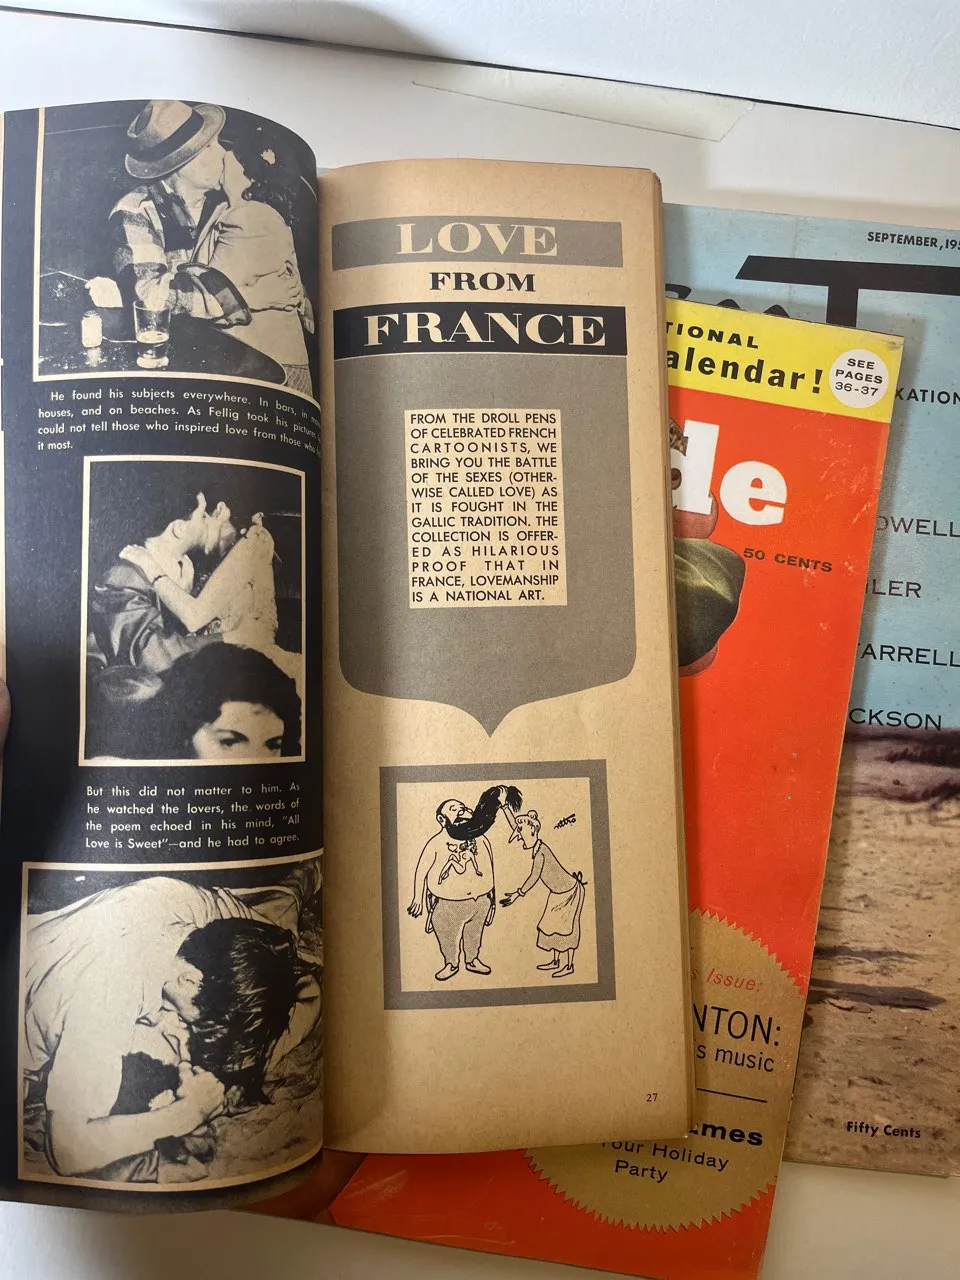 He found his subjects everywhere. In bars, in
houses, and on beaches. As Fellig took his pictures
could not tell those who inspired love from those who
it most.
But this did not matter to him. As
he watched the lovers, the words of
the poem echoed in his mind, "All
Love is Sweet"—and he had to agree.
LOVE
FROM
FRANCE
FROM THE DROLL PENS
OF CELEBRATED FRENCH
CARTOONISTS, WE
BRING YOU THE BATTLE
OF THE SEXES (OTHER-
WISE CALLED LOVE) AS
IT IS FOUGHT IN THE
GALLIC TRADITION. THE
COLLECTION IS OFFER-
ED AS HILARIOUS
PROOF THAT IN
FRANCE, LOVEMANSHIP
IS A NATIONAL ART.
27
TIONAL
alendar!
SEE
PAGES
36-37
de
50 CENTS
s Issue:
NTON:
s music
ames
Your Holiday
Party
SEPTEMBER, 195
XATION
OWELL
LER
FARRELL
CKSON
Fifty Cents